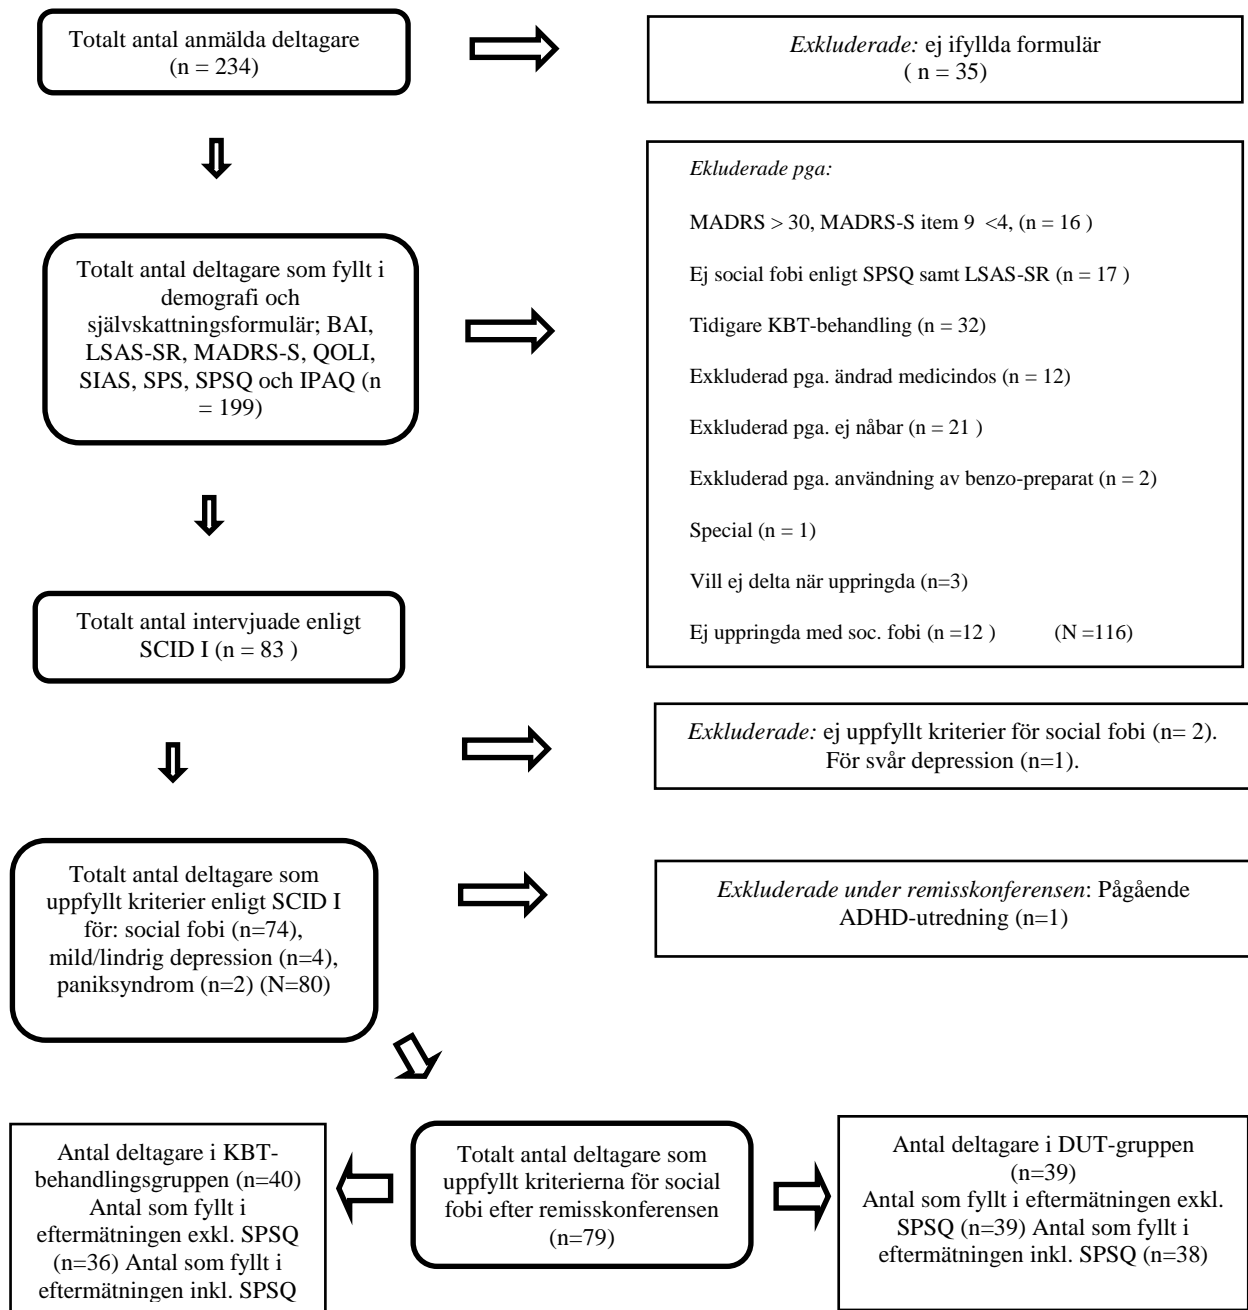 Totalt antal anmälda deltagare
(n = 234)
Exkluderade: ej ifyllda formulär
( n = 35)
Ekluderade pga:
MADRS > 30, MADRS-S item 9 <4, (n = 16 )
Ej social fobi enligt SPSQ samt LSAS-SR (n = 17 )
Tidigare KBT-behandling (n = 32)
Exkluderad pga. ändrad medicindos (n = 12)
Exkluderad pga. ej nåbar (n = 21 )
Exkluderad pga. användning av benzo-preparat (n = 2)
Special (n = 1)
Vill ej delta när uppringda (n=3)
Ej uppringda med soc. fobi (n =12 ) (N =116)
Totalt antal deltagare som fyllt i
demografi och
självskattningsformulär; BAI,
LSAS-SR, MADRS-S, QOLI,
SIAS, SPS, SPSQ och IPAQ (n
= 199)
Totalt antal intervjuade enligt
SCID I (n = 83 )
Exkluderade: ej uppfyllt kriterier för social fobi (n= 2).
För svår depression (n=1).
Totalt antal deltagare som
uppfyllt kriterier enligt SCID I
för: social fobi (n=74),
mild/lindrig depression (n=4),
paniksyndrom (n=2) (N=80)
Exkluderade under remisskonferensen: Pågående
ADHD-utredning (n=1)
Antal deltagare i KBT-
behandlingsgruppen (n=40)
Antal som fyllt i
eftermätningen exkl. SPSQ
(n=36) Antal som fyllt i
eftermätningen inkl. SPSQ
Totalt antal deltagare som
uppfyllt kriterierna för social
fobi efter remisskonferensen
(n=79)
Antal deltagare i DUT-gruppen
(n=39)
Antal som fyllt i eftermätningen exkl.
SPSQ (n=39) Antal som fyllt i
eftermätningen inkl. SPSQ (n=38)